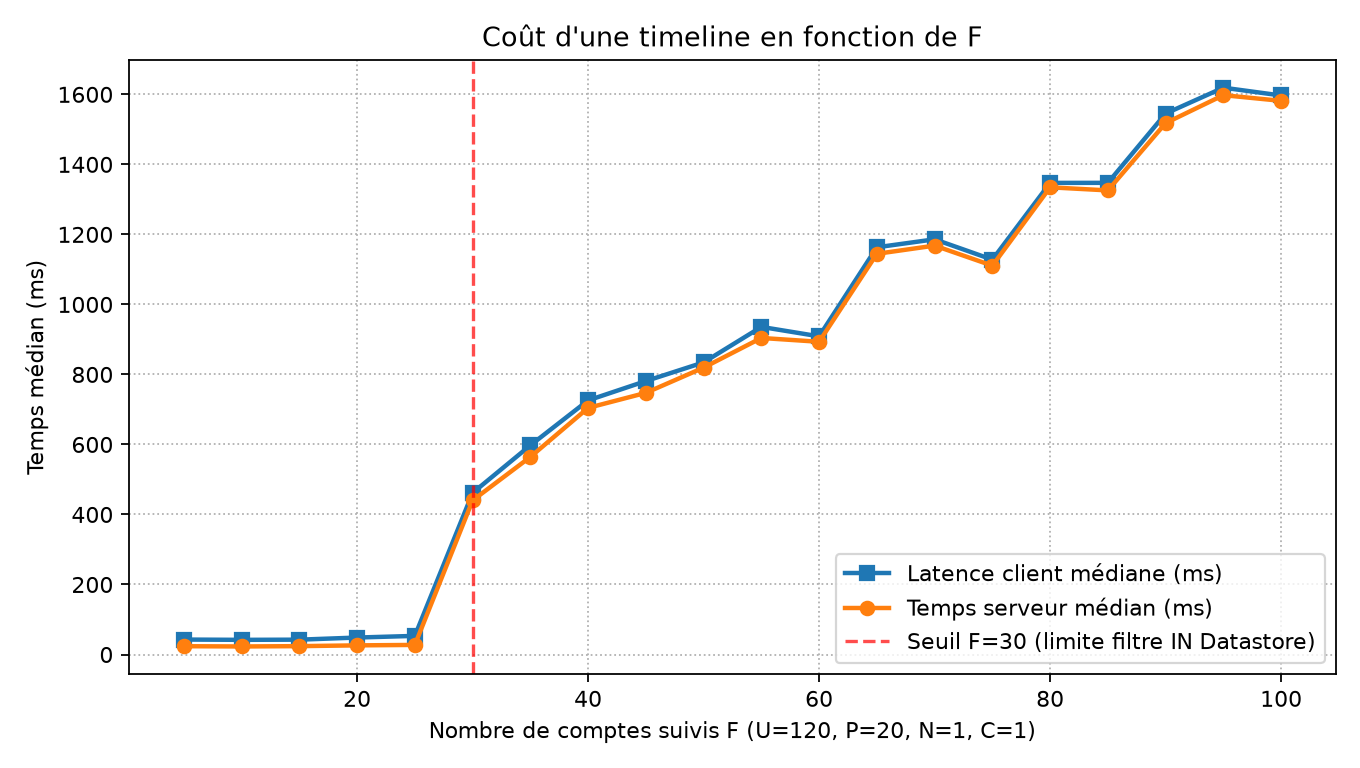 Coût d'une timeline en fonction de F
Temps médian (ms)
1600
1400
1200
1000
800
600
400
200
0
20
40
60
80
100
Nombre de comptes suivis F (U=120, P=20, N=1, C=1)
Latence client médiane (ms)
Temps serveur médian (ms)
Seuil F=30 (limite filtre IN Datastore)